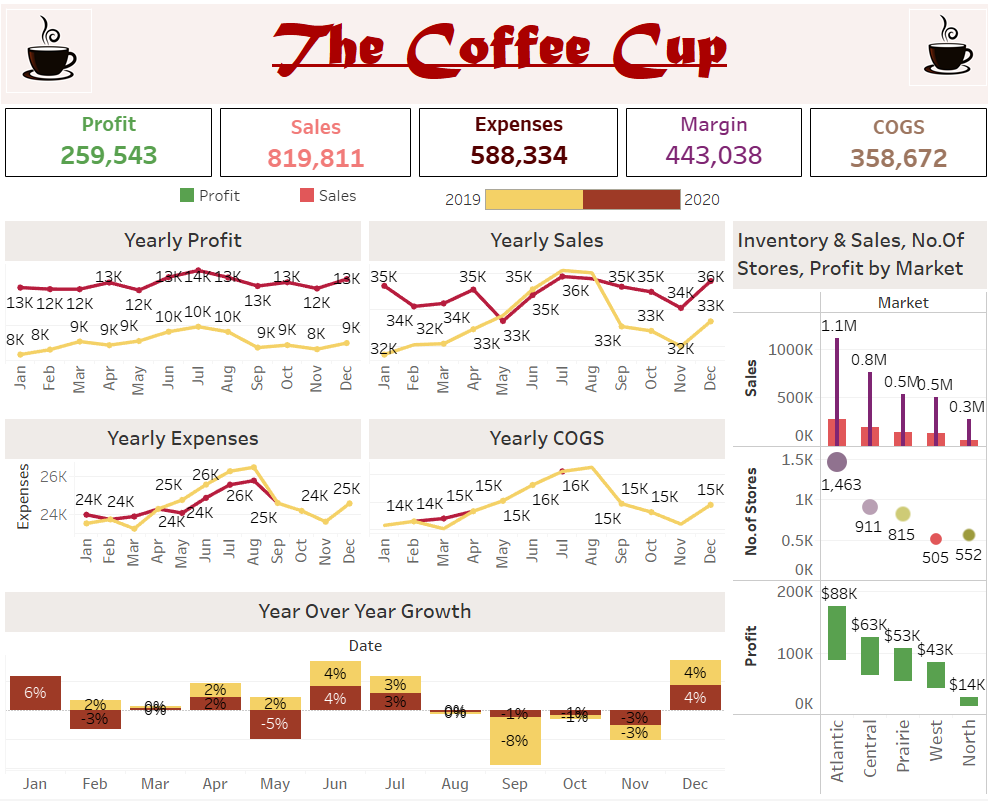 The Coffee Cup
Profit
259,543
Sales
819,811
Expenses
588,334
Margin
443,038
COGS
358,672
Profit
Sales
2019
2020
Yearly Profit
13K 13K 14K 13K 13K 13K
13K 12K 12K 12K 13K 12K
8K 8K 9K 9K 9K 10K 10K 10K 9K 9K 8K 9K
Jan Feb Mar Apr May Jun Jul Aug Sep Oct Nov Dec
Yearly Sales
35K 35K 35K 35K 35K 36K
34K 32K 34K 35K 36K 34K 33K
32K 33K 33K 33K 33K 32K
Jan Feb Mar Apr May Jun Jul Aug Sep Oct Nov Dec
Yearly Expenses
Expenses
26K
24K
24K 24K 25K 26K 26K 24K 25K
24K 24K 25K
Jan Feb Mar Apr May Jun Jul Aug Sep Oct Nov Dec
Yearly COGS
14K 14K 15K 15K 16K 16K 15K 15K 15K
15K 15K
Jan Feb Mar Apr May Jun Jul Aug Sep Oct Nov Dec
Year Over Year Growth
Date
6% 2% 0% 2% 2% 4% 3% 0% -1% -1% -3% 4%
-3% 0% 2% -5% 4% 3% 0% -8% -1% -3% 4%
Jan Feb Mar Apr May Jun Jul Aug Sep Oct Nov Dec
Inventory & Sales, No.Of
Stores, Profit by Market
Market
Sales
1000K
500K
0K
1.1M 0.8M 0.5M 0.5M 0.3M
No.of Stores
1.5K
1K
0.5K
0K
1,463 911 815 505 552
Profit
200K
100K
0K
$88K $63K $53K $43K $14K
Atlantic Central Prairie West North